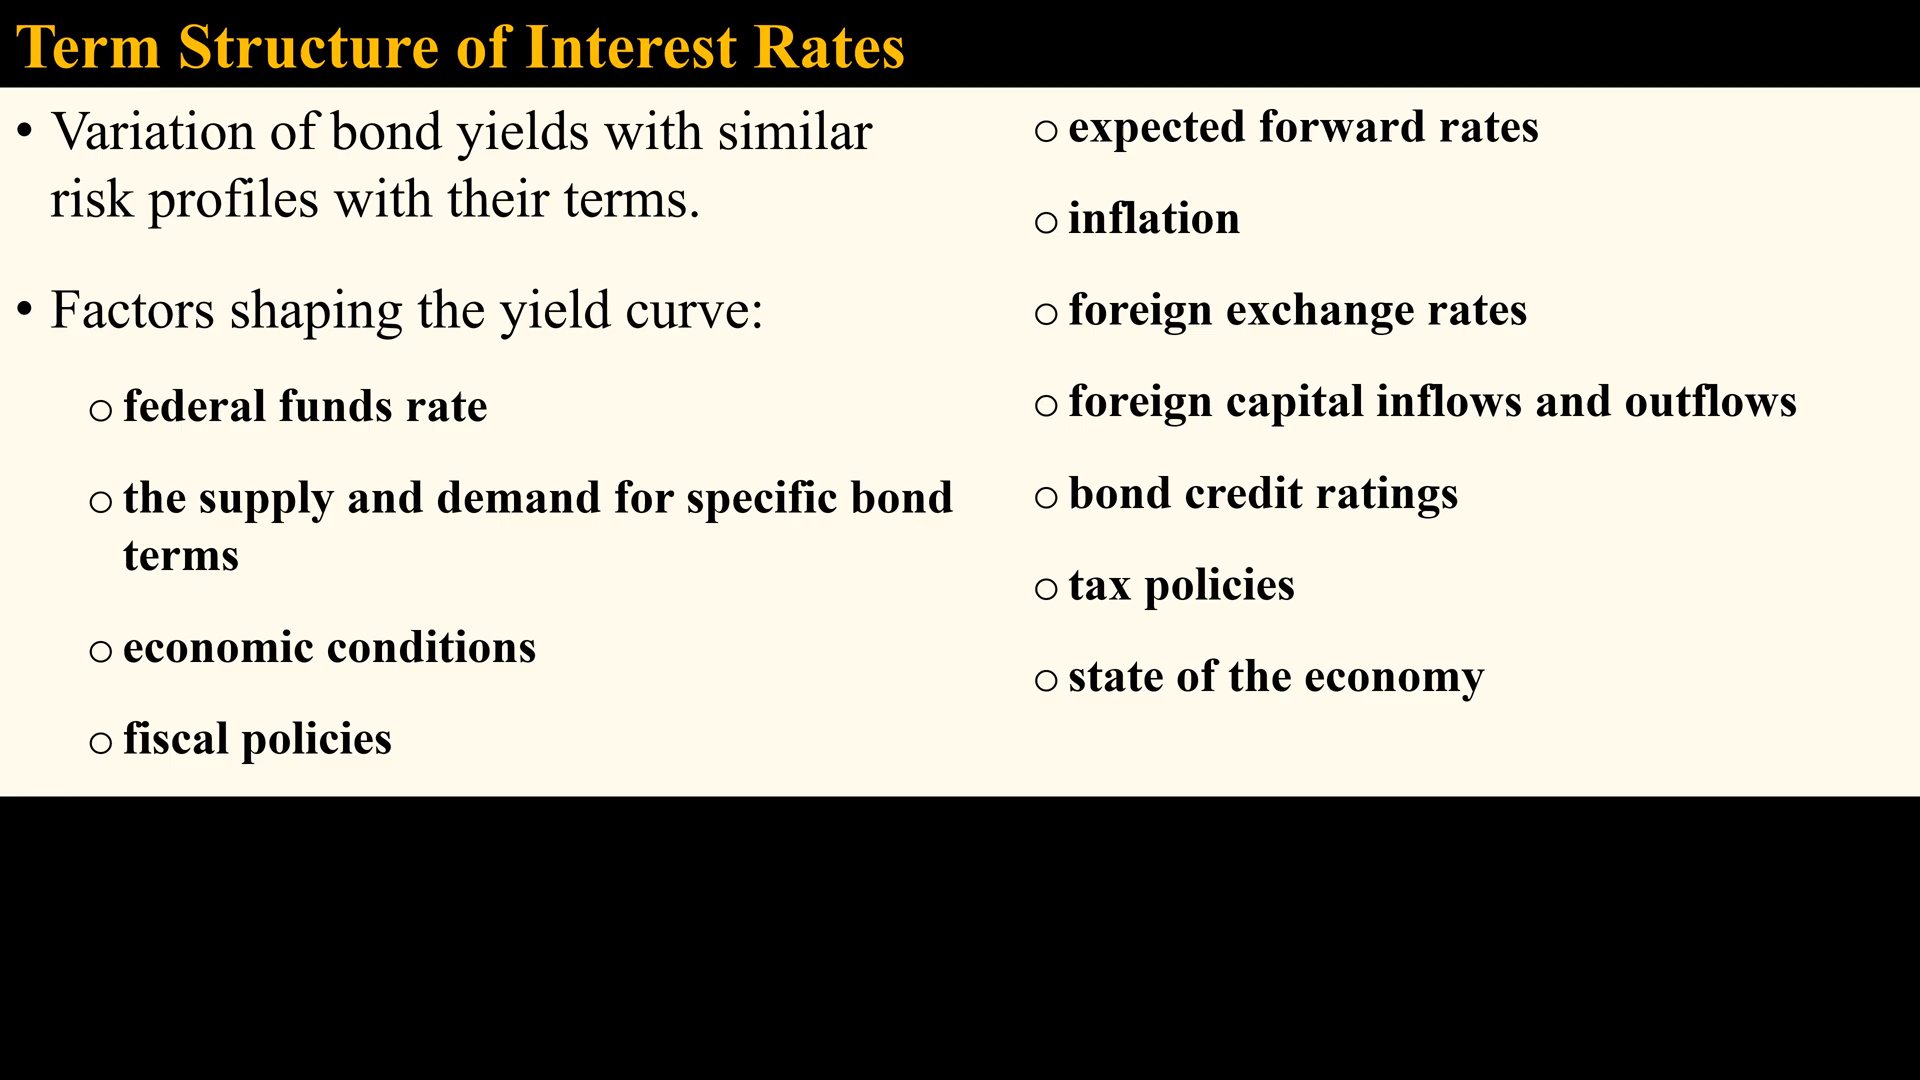 Term Structure of Interest Rates
• Variation of bond yields with similar
risk profiles with their terms.
• Factors shaping the yield curve:
o federal funds rate
o the supply and demand for specific bond
terms
o economic conditions
o fiscal policies
o expected forward rates
o inflation
o foreign exchange rates
o foreign capital inflows and outflows
o bond credit ratings
o tax policies
o state of the economy